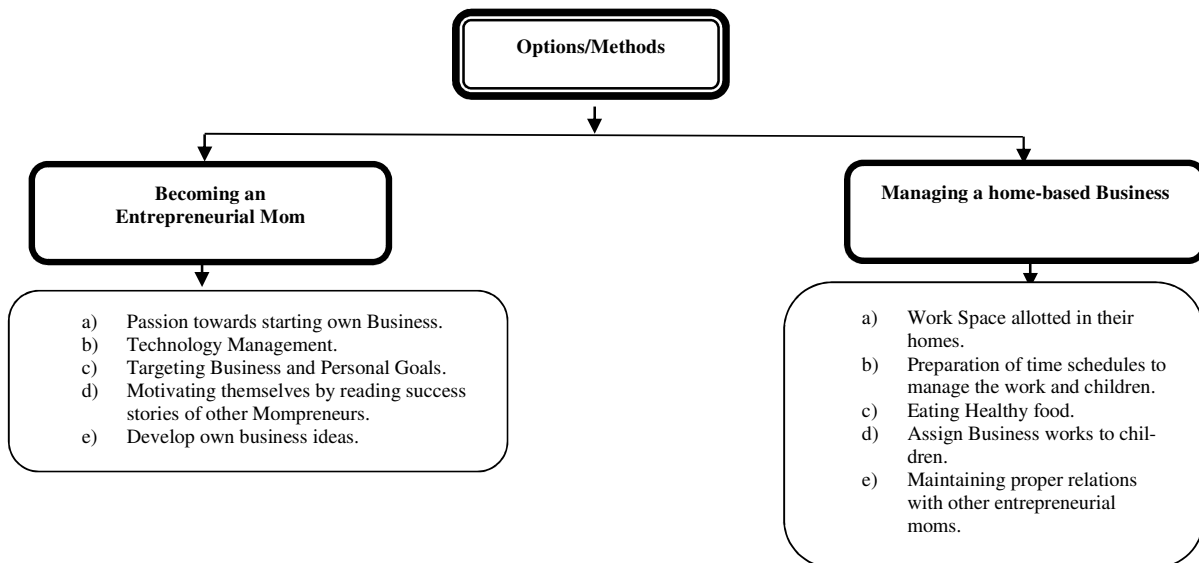 Options/Methods
Becoming an
Entrepreneurial Mom
Managing a home-based Business
a) Passion towards starting own Business.
b) Technology Management.
c) Targeting Business and Personal Goals.
d) Motivating themselves by reading success
stories of other Mompreneurs.
e) Develop own business ideas.
a) Work Space allotted in their
homes.
b) Preparation of time schedules to
manage the work and children.
c) Eating Healthy food.
d) Assign Business works to chil-
dren.
e) Maintaining proper relations
with other entrepreneurial
moms.